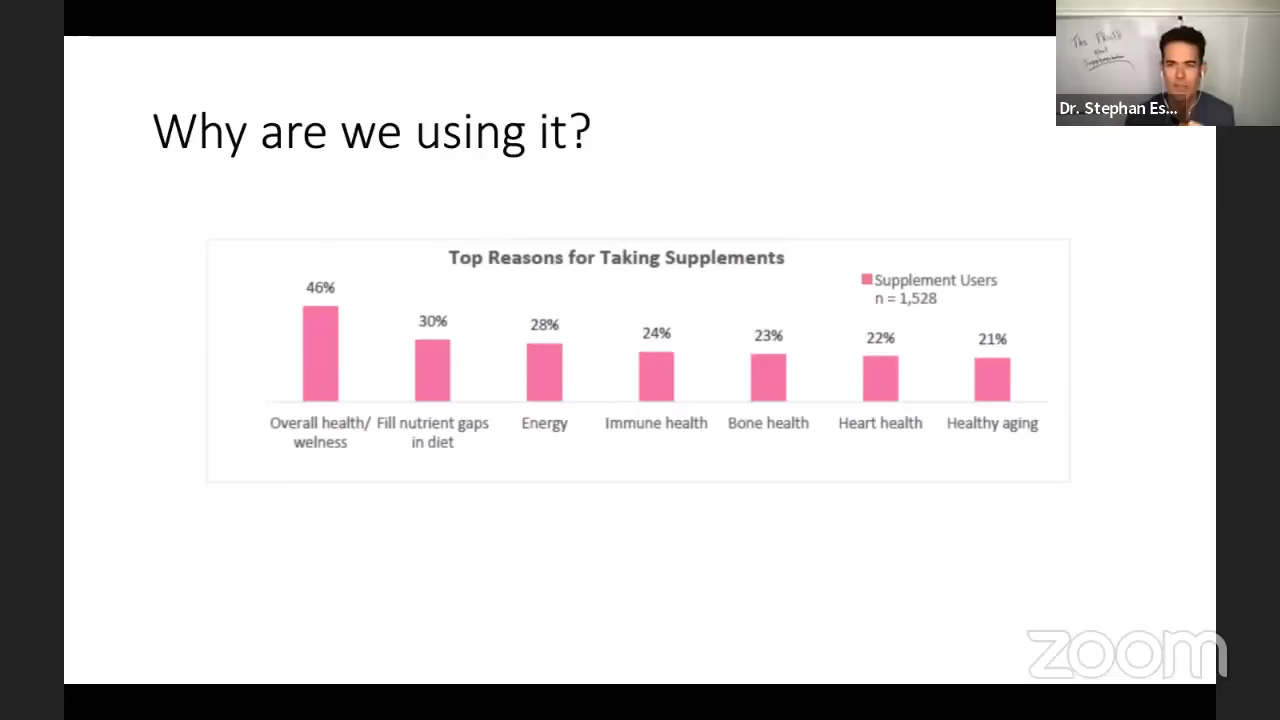 Why are we using it?
Top Reasons for Taking Supplements
Supplement Users
n = 1,528
46%
30%
28%
24%
23%
22%
21%
Overall health/
welness
Fill nutrient gaps
in diet
Energy
Immune health
Bone health
Heart health
Healthy aging
The
Dr. Stephan Es...
zoom